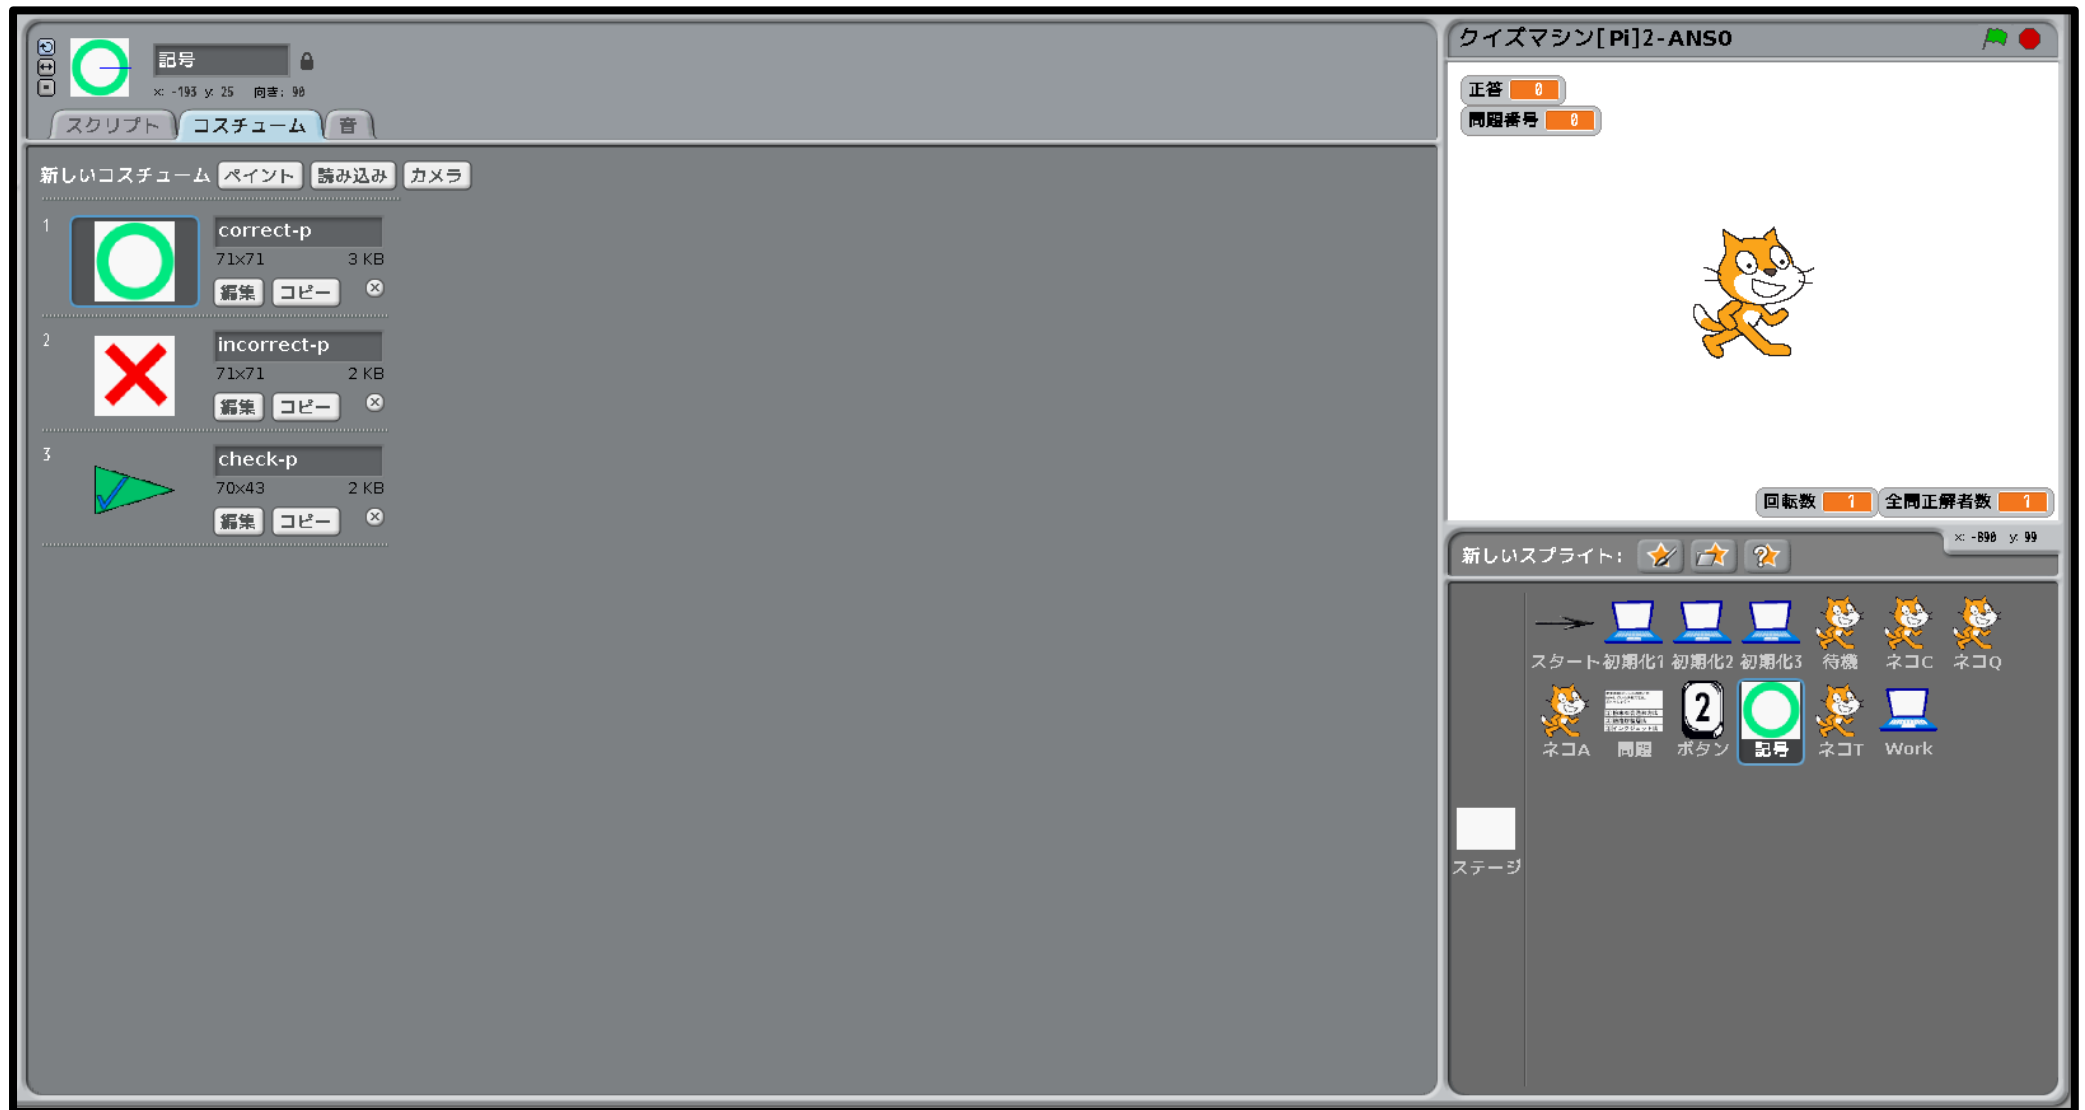 記号
x: -193 y: 25 向き: 90
スクリプト コスチューム 音
新しいコスチューム ペイント 読み込み カメラ
1
correct-p
71×71 3 KB
編集 コピー
2
incorrect-p
71×71 2 KB
編集 コピー
3
check-p
70×43 2 KB
編集 コピー
クイズマシン[Pi]2-ANS0
正答 0
問題番号 0
回転数 1 全問正解者数 1
x: -890 y: 99
新しいスプライト:
スタート 初期化1 初期化2 初期化3 待機 ネコC ネコQ
2
ネコA 問題 ボタン 記号 ネコT Work
ステージ